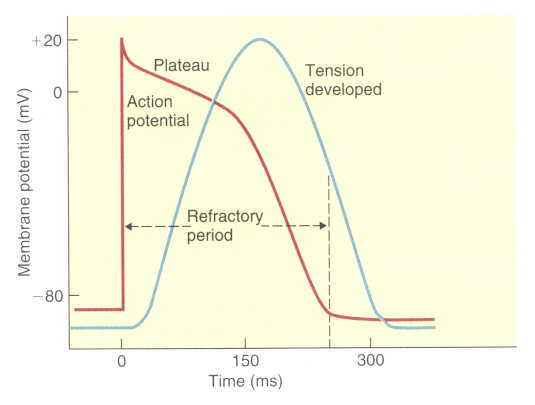 +20
Plateau
Tension
developed
0
Action
potential
Membrane potential (mV)
Refractory
period
−80
0
150
300
Time (ms)